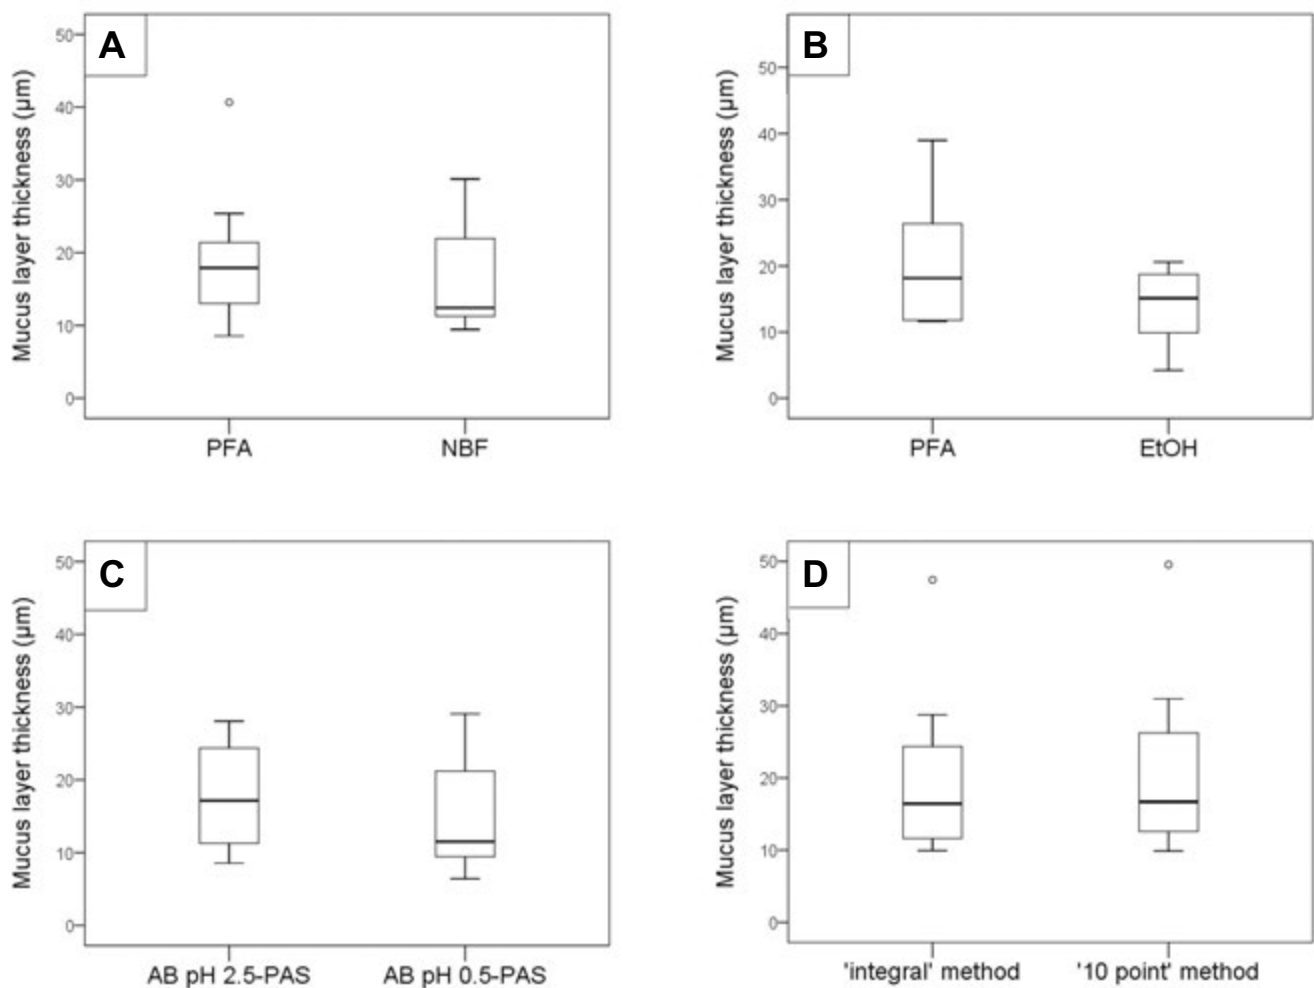 A
Mucus layer thickness (µm)
50
40
30
20
10
0
PFA NBF
B
Mucus layer thickness (µm)
50
40
30
20
10
0
PFA EtOH
C
Mucus layer thickness (µm)
50
40
30
20
10
0
AB pH 2.5-PAS AB pH 0.5-PAS
D
Mucus layer thickness (µm)
50
40
30
20
10
0
'integral' method '10 point' method